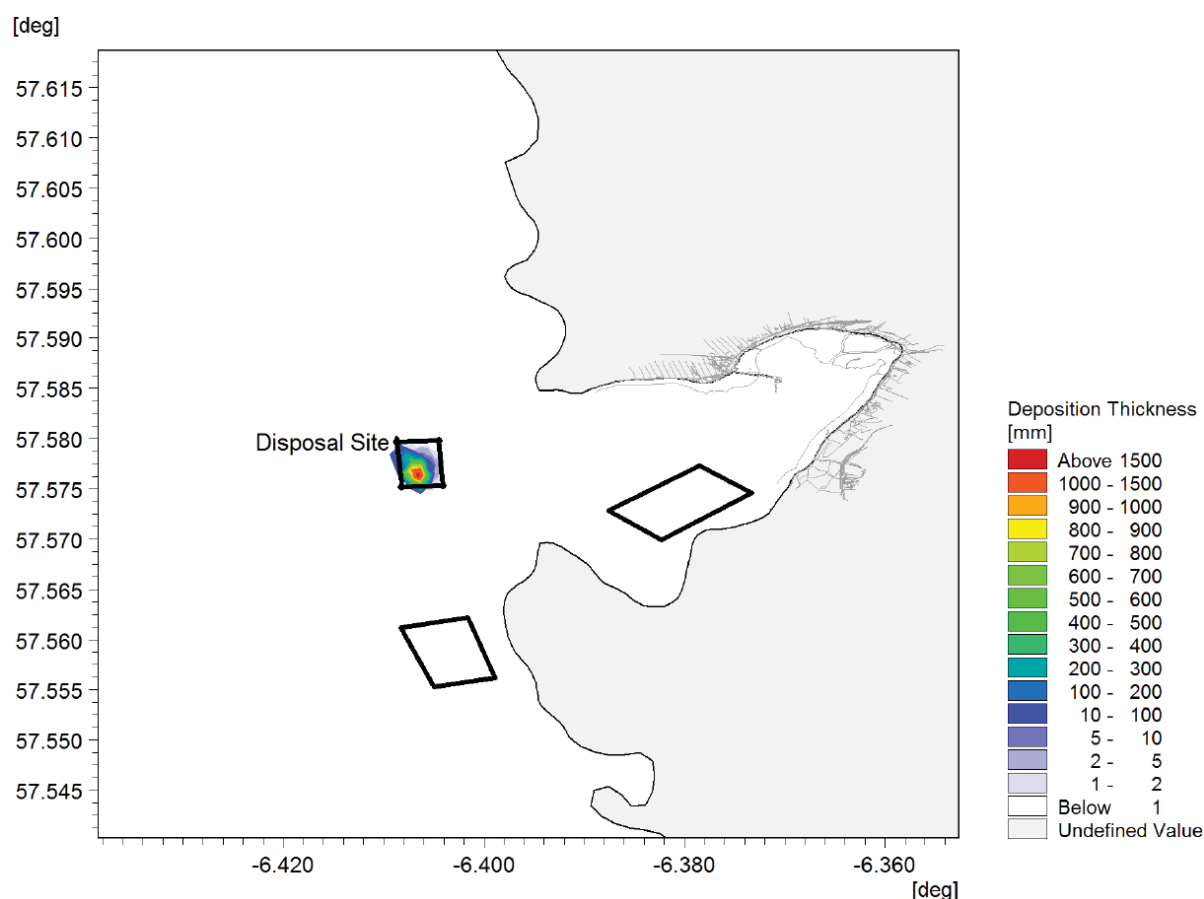 [deg]
57.615
57.610
57.605
57.600
57.595
57.590
57.585
57.580
57.575
57.570
57.565
57.560
57.555
57.550
57.545
Disposal Site
-6.420
-6.400
-6.380
-6.360
[deg]
Deposition Thickness
[mm]
Above 1500
1000 - 1500
900 - 1000
800 - 900
700 - 800
600 - 700
500 - 600
400 - 500
300 - 400
200 - 300
100 - 200
10 - 100
5 - 10
2 - 5
1 - 2
Below 1
Undefined Value